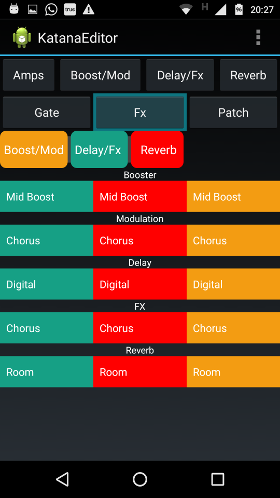 20:27
KatanaEditor
Amps Boost/Mod Delay/Fx Reverb
Gate Fx Patch
Boost/Mod Delay/Fx Reverb
Booster
Mid Boost Mid Boost Mid Boost
Modulation
Chorus Chorus Chorus
Delay
Digital Digital Digital
FX
Chorus Chorus Chorus
Reverb
Room Room Room